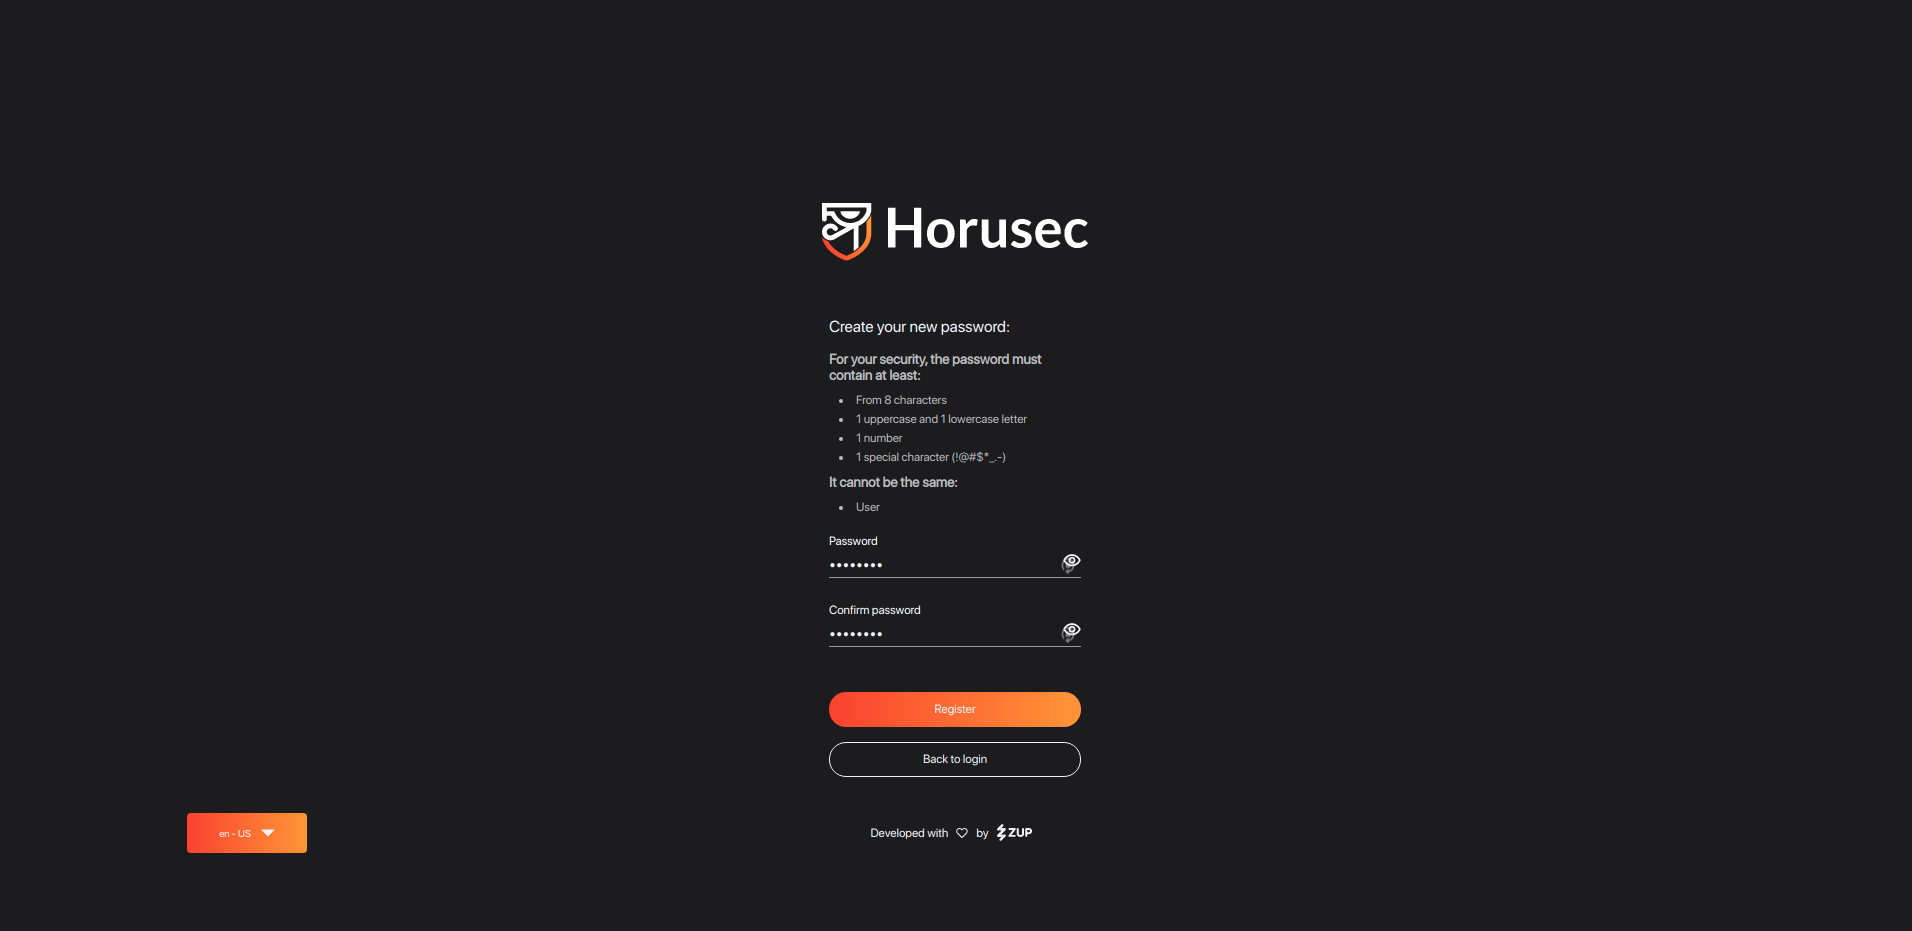 Horusec
Create your new password:
For your security, the password must
contain at least:
From 8 characters
1 uppercase and 1 lowercase letter
1 number
1 special character (!@#$*_.-)
It cannot be the same:
User
Password
••••••••
Confirm password
••••••••
Register
Back to login
en - US
Developed with ♡ by ZUP